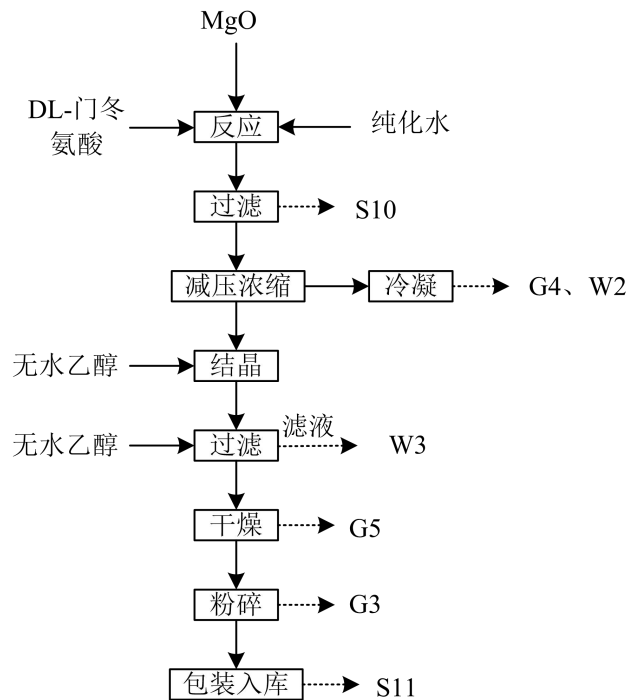 MgO
DL-门冬
氨酸
反应
纯化水
过滤
S10
减压浓缩
冷凝
G4、W2
无水乙醇
结晶
无水乙醇
过滤
滤液
W3
干燥
G5
粉碎
G3
包装入库
S11